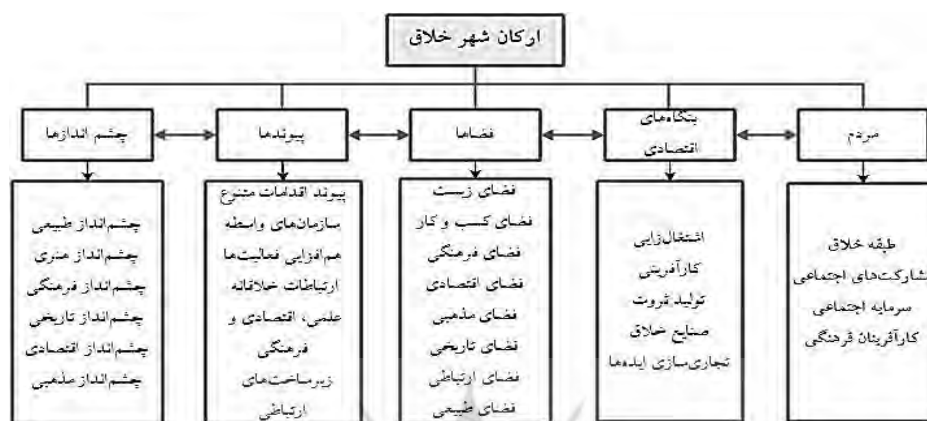 ارکان شهر خلاق
مردم
بنگاه‌های
اقتصادی
فضاها
پیوندها
چشم اندازها
طبقه خلاق
مشارکت‌های اجتماعی
سرمایه اجتماعی
کارآفرینان فرهنگی
اشتغال‌زایی
کارآفرینی
تولید ثروت
صنایع خلاق
تجاری‌سازی ایده‌ها
فضای زیست
فضای کسب و کار
فضای فرهنگی
فضای اقتصادی
فضای مذهبی
فضای تاریخی
فضای ارتباطی
فضای طبیعی
پیوند اقدامات متنوع
سازمان‌های واسطه
هم‌افزایی فعالیت‌ها
ارتباطات خلاقانه
علمی، اقتصادی و
فرهنگی
زیرساخت‌های
ارتباطی
چشم‌انداز طبیعی
چشم‌انداز هنری
چشم‌انداز فرهنگی
چشم‌انداز تاریخی
چشم‌انداز اقتصادی
چشم‌انداز مذهبی